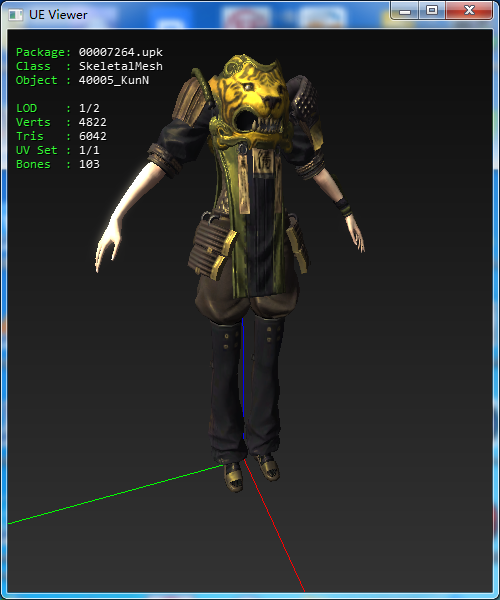 UE Viewer
Package: 00007264.upk
Class : SkeletalMesh
Object : 40005_KunN
LOD : 1/2
Verts : 4822
Tris : 6042
UV Set : 1/1
Bones : 103